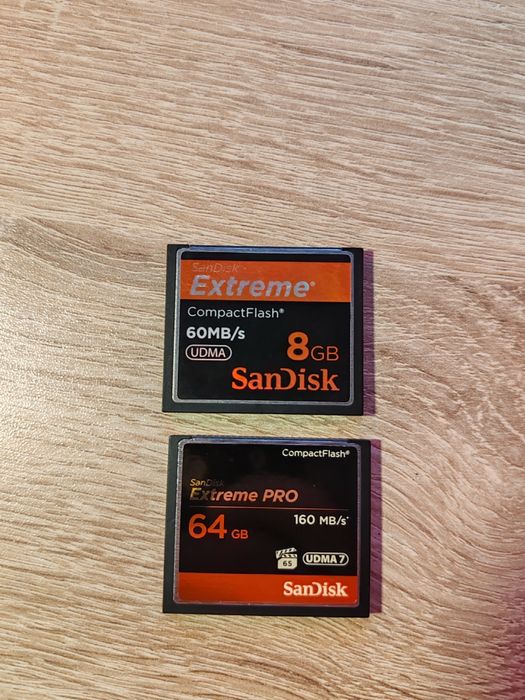 SanDisk
Extreme®
CompactFlash®
60MB/s
UDMA
8GB
SanDisk
CompactFlash®
SanDisk
Extreme PRO
64 GB
160 MB/s*
65
UDMA 7
SanDisk